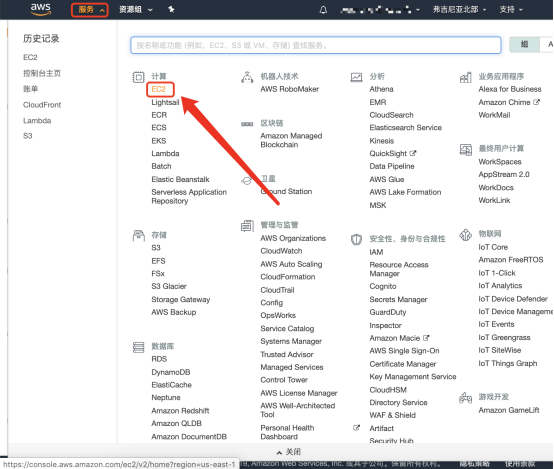 aws
服务
资源组
弗吉尼亚北部
支持
历史记录
EC2
控制台主页
账单
CloudFront
Lambda
S3
按名称或功能 (例如、EC2、S3 或 VM、存储) 查找服务。
组
A
计算
EC2
Lightsail
ECR
ECS
EKS
Lambda
Batch
Elastic Beanstalk
Serverless Application
Repository
存储
S3
EFS
FSx
S3 Glacier
Storage Gateway
AWS Backup
数据库
RDS
DynamoDB
ElastiCache
Neptune
Amazon Redshift
Amazon QLDB
Amazon DocumentDB
机器人技术
AWS RoboMaker
区块链
Amazon Managed
Blockchain
卫星
Ground Station
管理与监管
AWS Organizations
CloudWatch
AWS Auto Scaling
CloudFormation
CloudTrail
Config
OpsWorks
Service Catalog
Systems Manager
Trusted Advisor
Managed Services
Control Tower
AWS License Manager
AWS Well-Architected
Tool
Personal Health
Dashboard
分析
Athena
EMR
CloudSearch
Elasticsearch Service
Kinesis
QuickSight
Data Pipeline
AWS Glue
AWS Lake Formation
MSK
安全性、身份与合规性
IAM
Resource Access
Manager
Cognito
Secrets Manager
GuardDuty
Inspector
Amazon Macie
AWS Single Sign-On
Certificate Manager
Key Management Service
CloudHSM
Directory Service
WAF & Shield
Artifact
Security Hub
业务应用程序
Alexa for Business
Amazon Chime
WorkMail
最终用户计算
WorkSpaces
AppStream 2.0
WorkDocs
WorkLink
物联网
IoT Core
Amazon FreeRTOS
IoT 1-Click
IoT Analytics
IoT Device Defender
IoT Device Manageme
IoT Events
IoT Greengrass
IoT SiteWise
IoT Things Graph
游戏开发
Amazon GameLift
关闭
https://console.aws.amazon.com/ec2/v2/home?region=us-east-1
19, Amazon Web Services, Inc. 或其子公司。保留所有权利。
隐私策略
使用条款